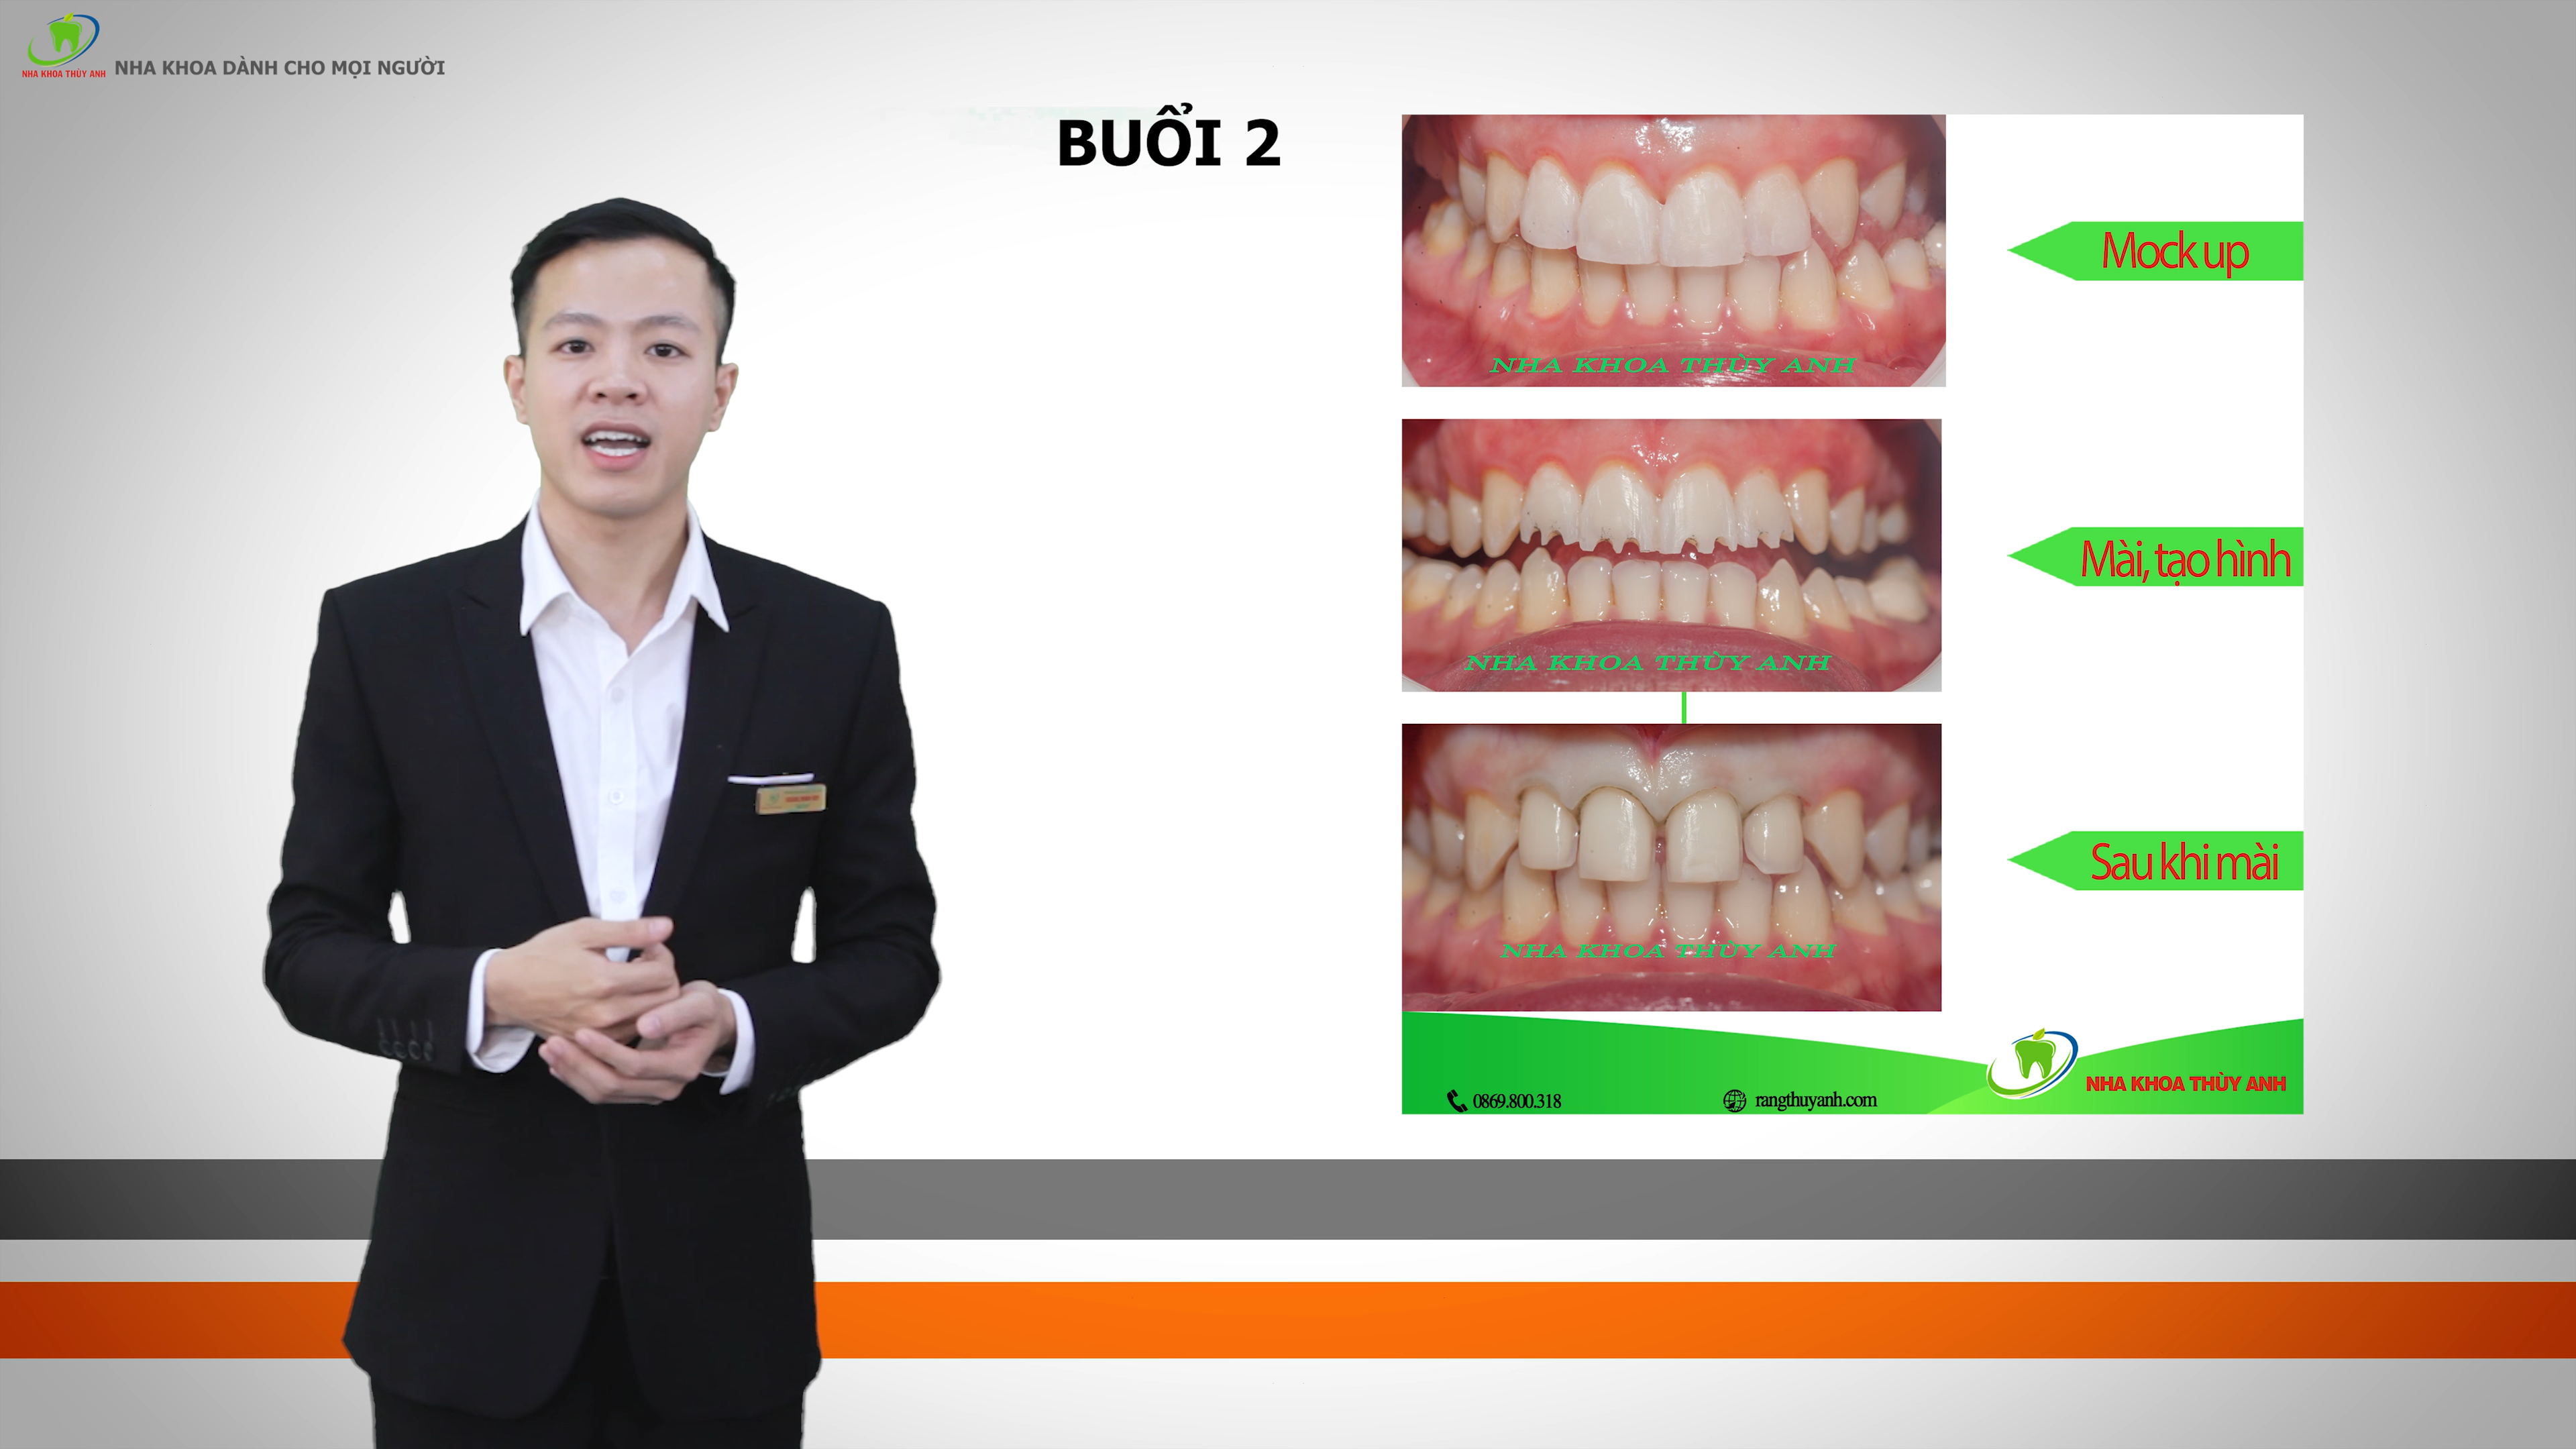 NHA KHOA THÙY ANH
NHA KHOA DÀNH CHO MỌI NGƯỜI
BUỔI 2
NHA KHOA THÙY ANH
Mock up
NHA KHOA THÙY ANH
Mài, tạo hình
NHA KHOA THÙY ANH
Sau khi mài
0869.800.318
rangthuyanh.com
NHA KHOA THÙY ANH